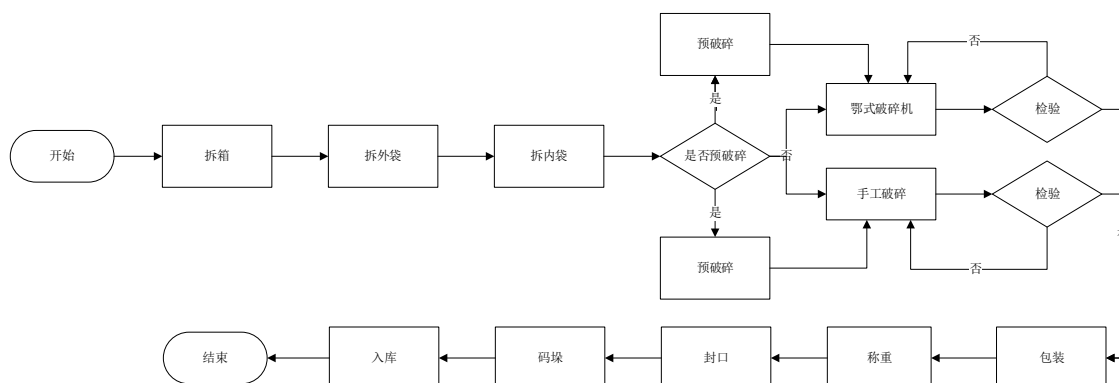 预破碎
否
是
鄂式破碎机
检验
开始
拆箱
拆外袋
拆内袋
是否预破碎
否
手工破碎
检验
是
预破碎
否
结束
入库
码垛
封口
称重
包装